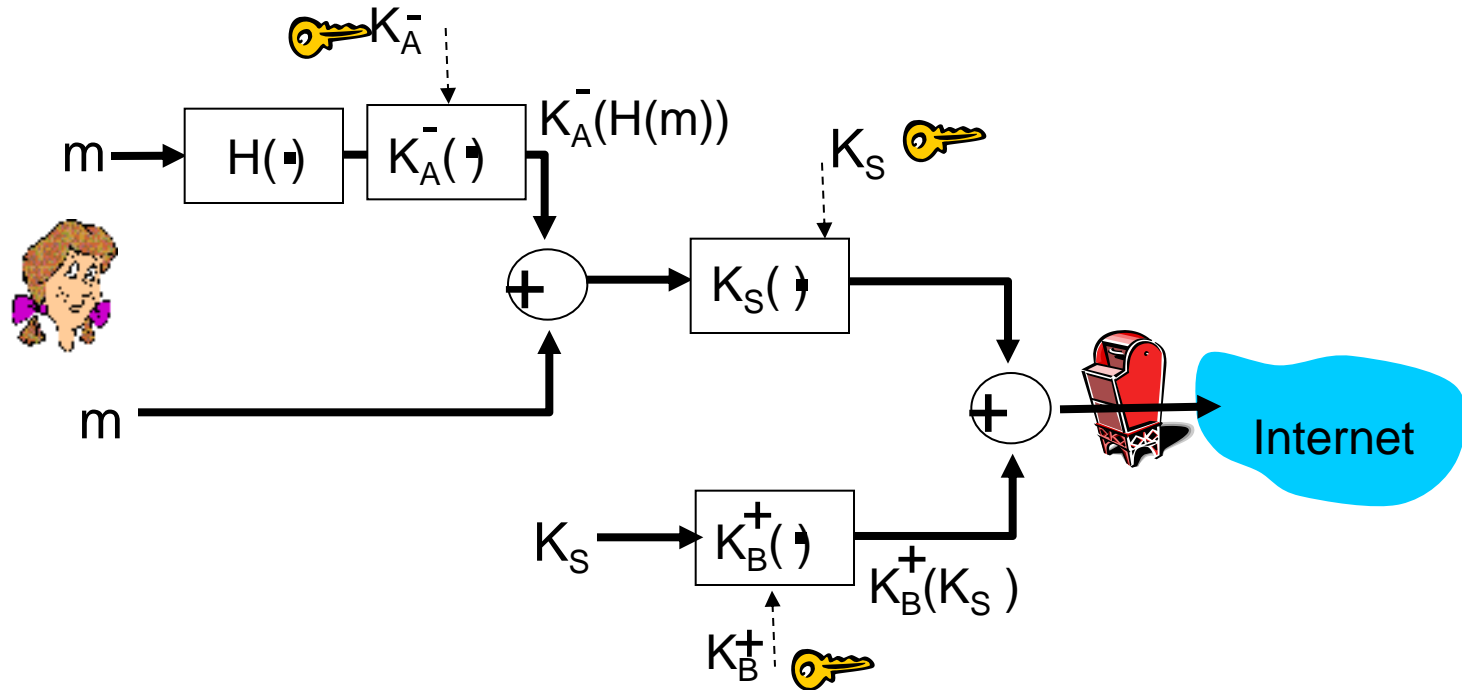 K_A^-
m
H(·)
K_A^-(·)
K_A^-(H(m))
K_S
+
K_S(·)
m
+
Internet
K_S
K_B^+(·)
K_B^+(K_S )
K_B^+